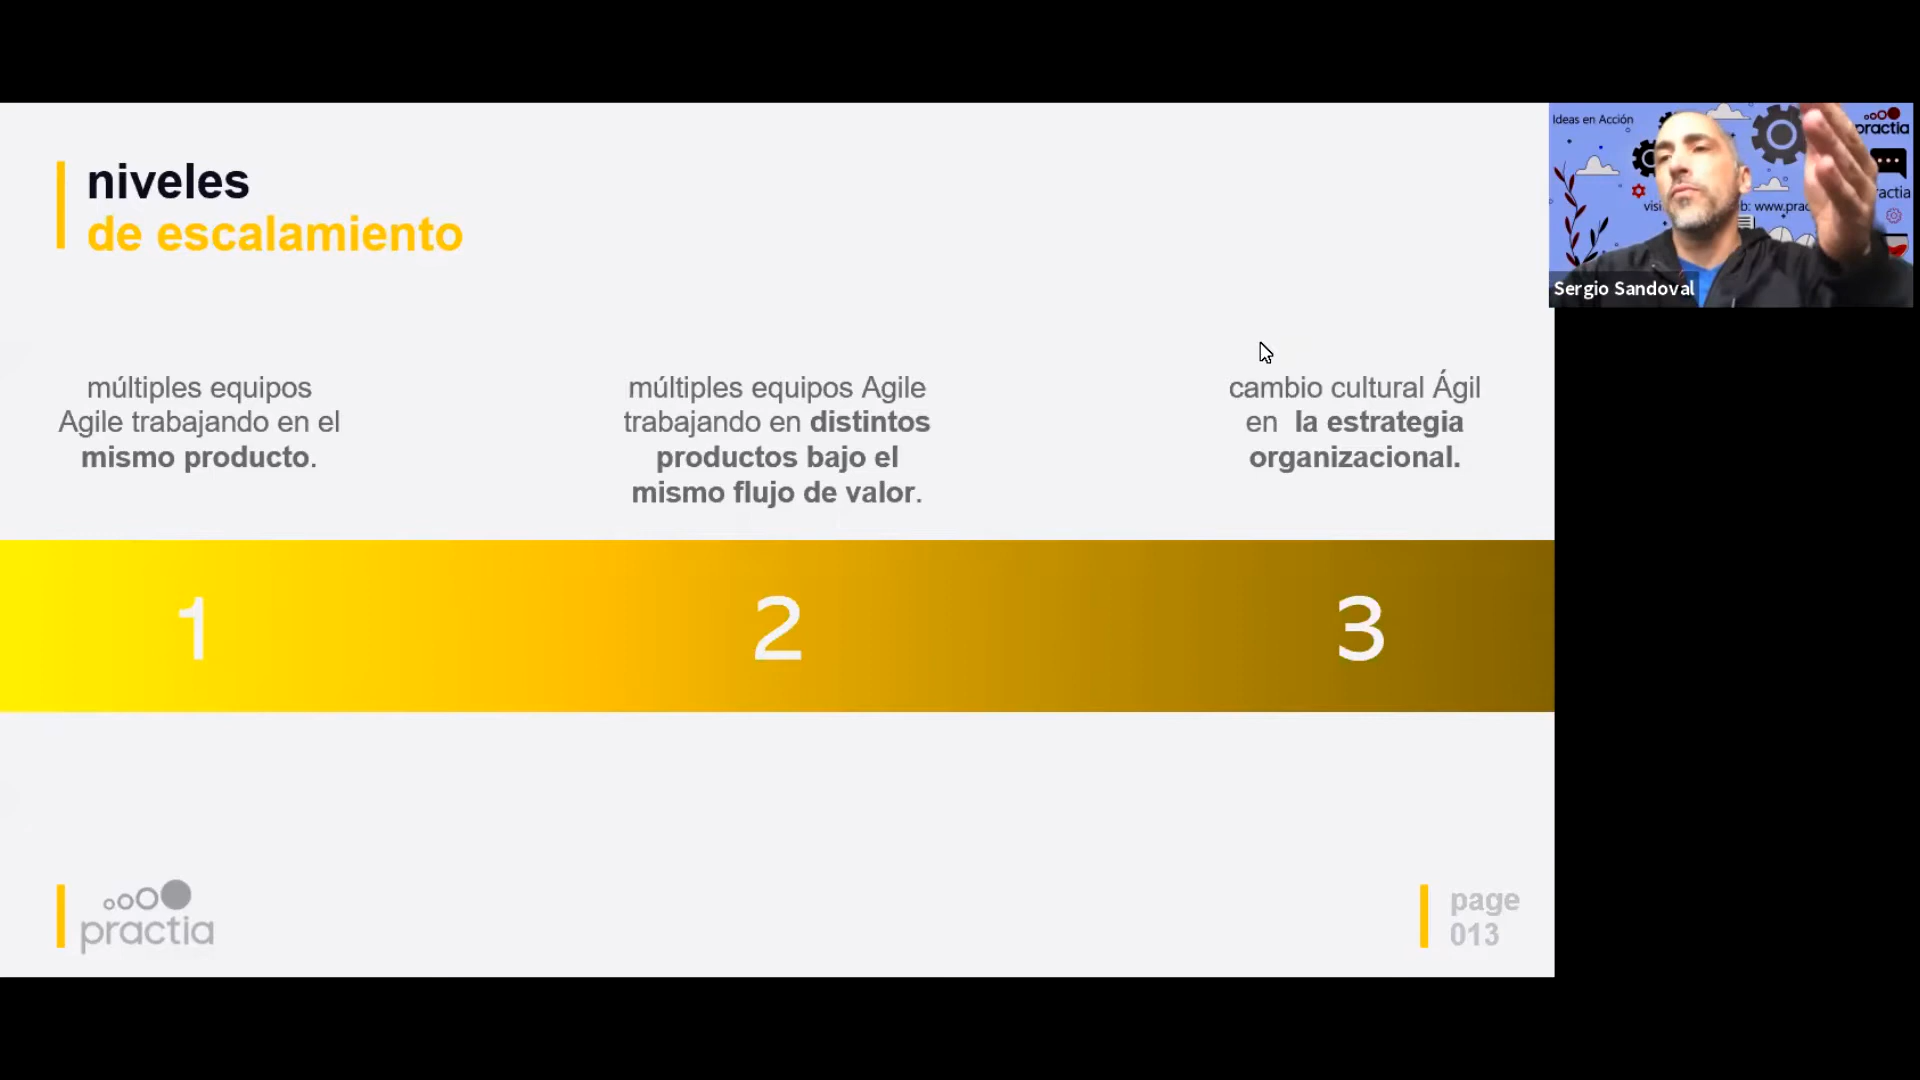 niveles
de escalamiento
múltiples equipos
Agile trabajando en el
mismo producto.
múltiples equipos Agile
trabajando en distintos
productos bajo el
mismo flujo de valor.
cambio cultural Ágil
en la estrategia
organizacional.
1
2
3
practia
page
013
Ideas en Acción
practia
www.prac
Sergio Sandoval